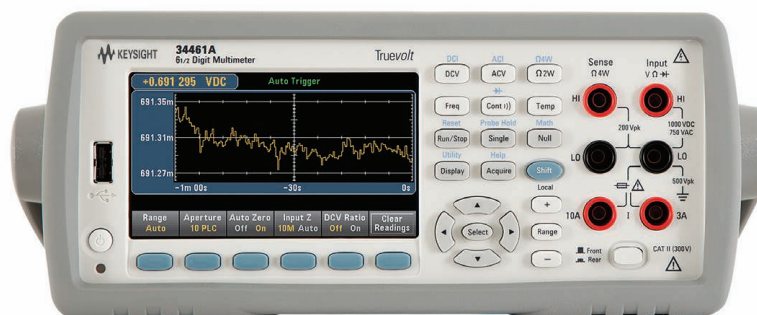 KEYSIGHT
34461A
6 1/2 Digit Multimeter
Truevolt
+0.691 295 VDC
Auto Trigger
691.35m
691.31m
691.27m
-1m 00s
-30s
0s
Range
Auto
Aperture
10 PLC
Auto Zero
Off On
Input Z
10M Auto
DCV Ratio
Off On
Clear
Readings
DCI
ACI
Ω4W
DCV
ACV
Ω2W
Freq
Cont
Temp
Reset
Probe Hold
Math
Run/Stop
Single
Null
Utility
Help
Display
Acquire
Shift
Local
Select
+
Range
−
Sense
Ω4W
Input
V Ω
HI
HI
200 Vpk
1000 VDC
750 VAC
LO
LO
500 Vpk
10A
I
3A
Front
Rear
CAT II (300V)